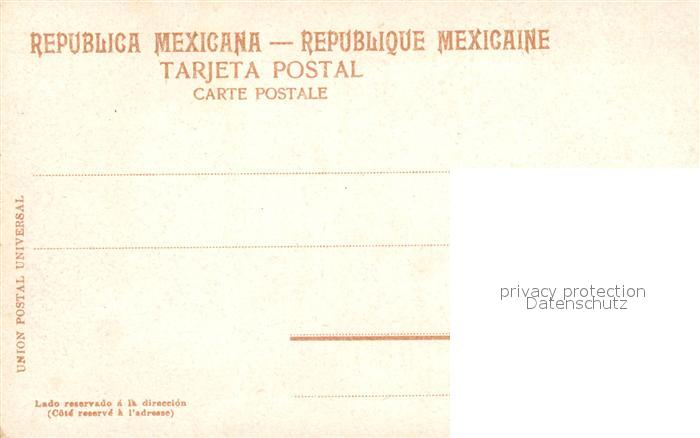 REPUBLICA MEXICANA — REPUBLIQUE MEXICAINE
TARJETA POSTAL
CARTE POSTALE
UNION POSTAL UNIVERSAL
privacy protection
Datenschutz
Lado reservado á la dirección
(Côté reservé à l'adresse)